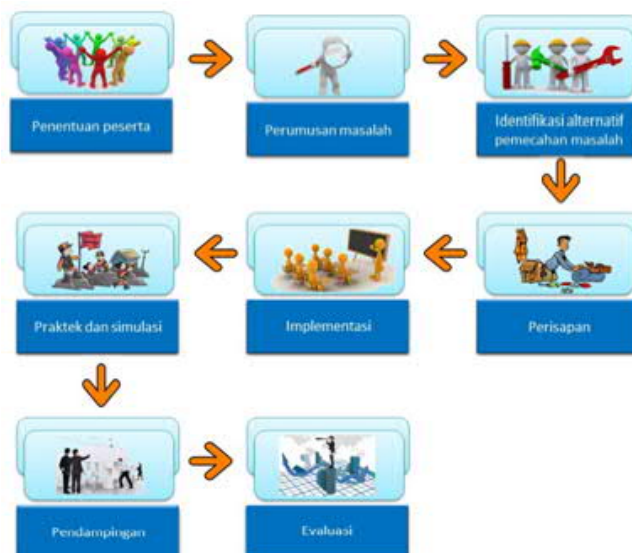 Penentuan peserta
Perumusan masalah
Identifikasi alternatif
pemecahan masalah
Perisapan
Implementasi
Praktek dan simulasi
Pendampingan
Evaluasi